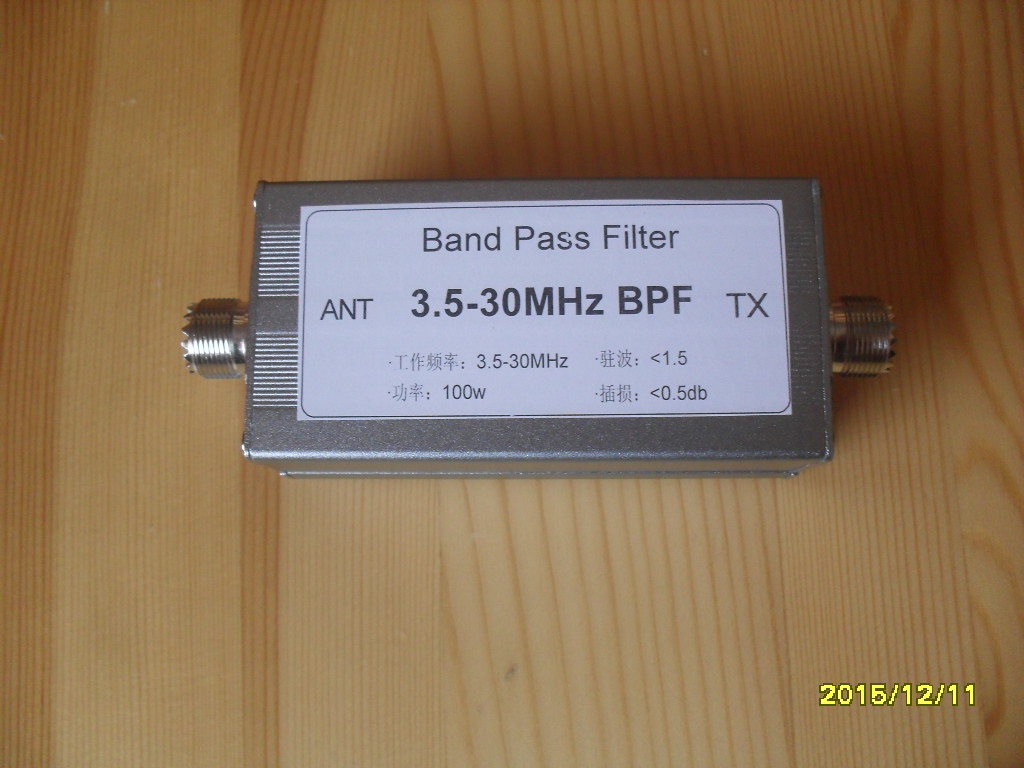 Band Pass Filter
ANT 3.5-30MHz BPF TX
·工作频率：3.5-30MHz ·驻波：<1.5
·功率：100w ·插损：<0.5db
2015/12/11